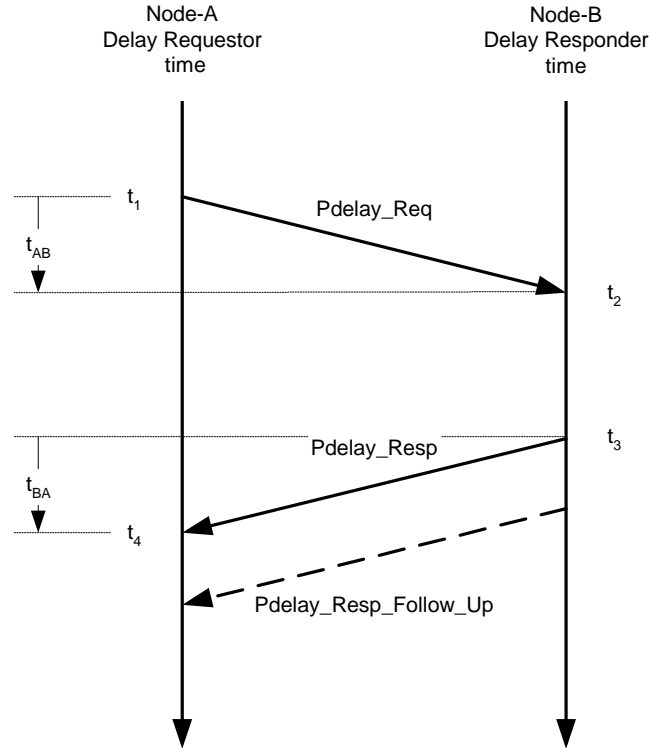 Node-A
Delay Requestor
time
Node-B
Delay Responder
time
t1
Pdelay_Req
tAB
t2
Pdelay_Resp
t3
tBA
t4
Pdelay_Resp_Follow_Up